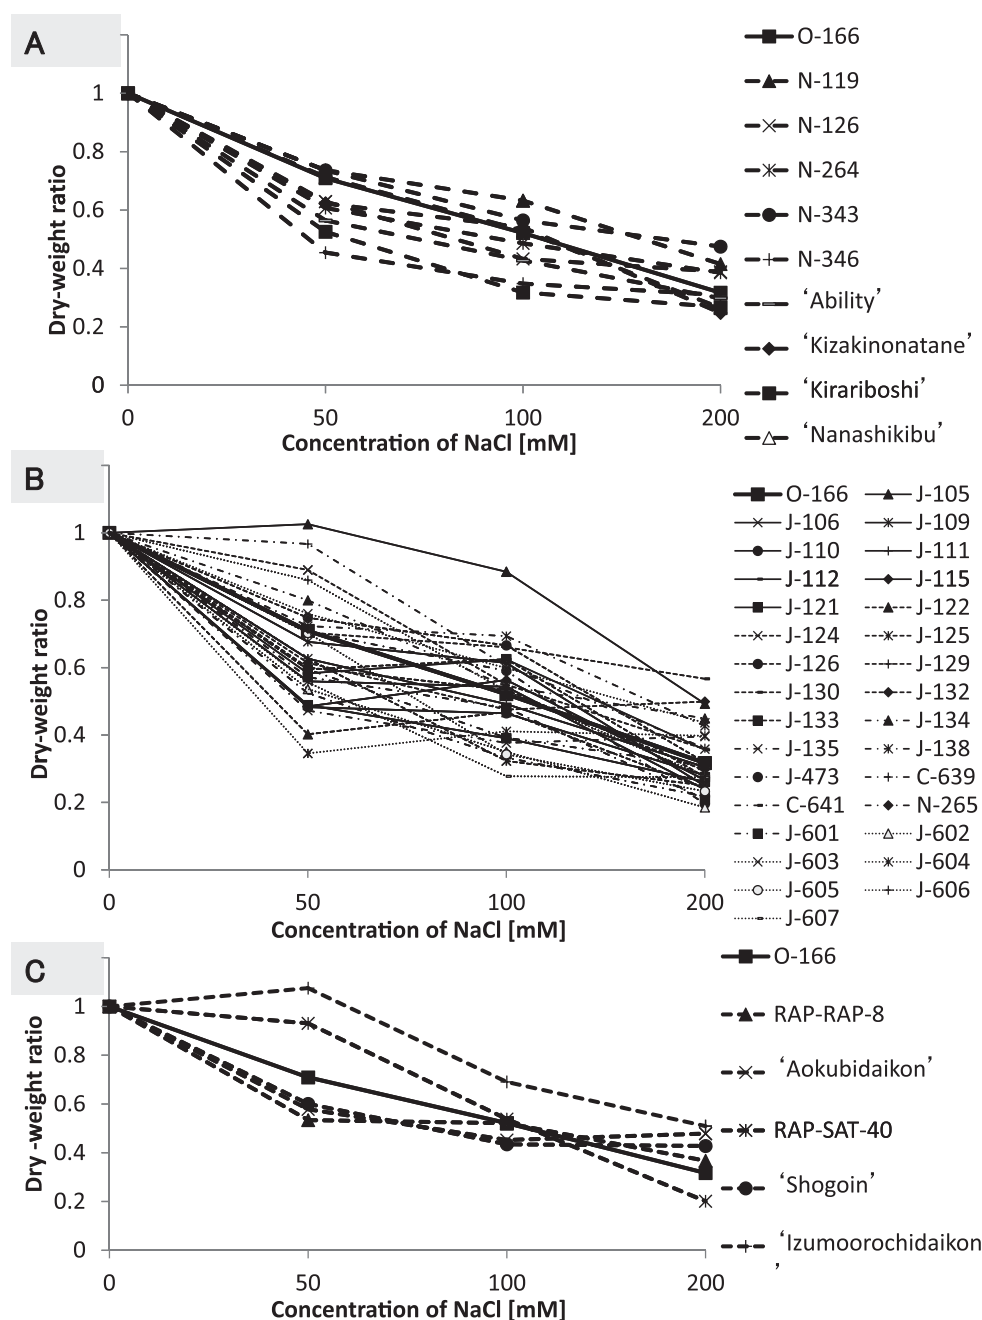 A
Dry-weight ratio
1
0.8
0.6
0.4
0.2
0
0 50 100 200
Concentration of NaCl [mM]
O-166
N-119
N-126
N-264
N-343
N-346
‘Ability’
‘Kizakinonatane’
‘Kirariboshi’
‘Nanashikibu’
B
Dry-weight ratio
1
0.8
0.6
0.4
0.2
0
0 50 100 200
Concentration of NaCl [mM]
O-166 J-105
J-106 J-109
J-110 J-111
J-112 J-115
J-121 J-122
J-124 J-125
J-126 J-129
J-130 J-132
J-133 J-134
J-135 J-138
J-473 C-639
C-641 N-265
J-601 J-602
J-603 J-604
J-605 J-606
J-607
C
Dry -weight ratio
1
0.8
0.6
0.4
0.2
0
0 50 100 200
Concentration of NaCl [mM]
O-166
RAP-RAP-8
‘Aokubidaikon’
RAP-SAT-40
‘Shogoin’
‘Izumoorochidaikon
’